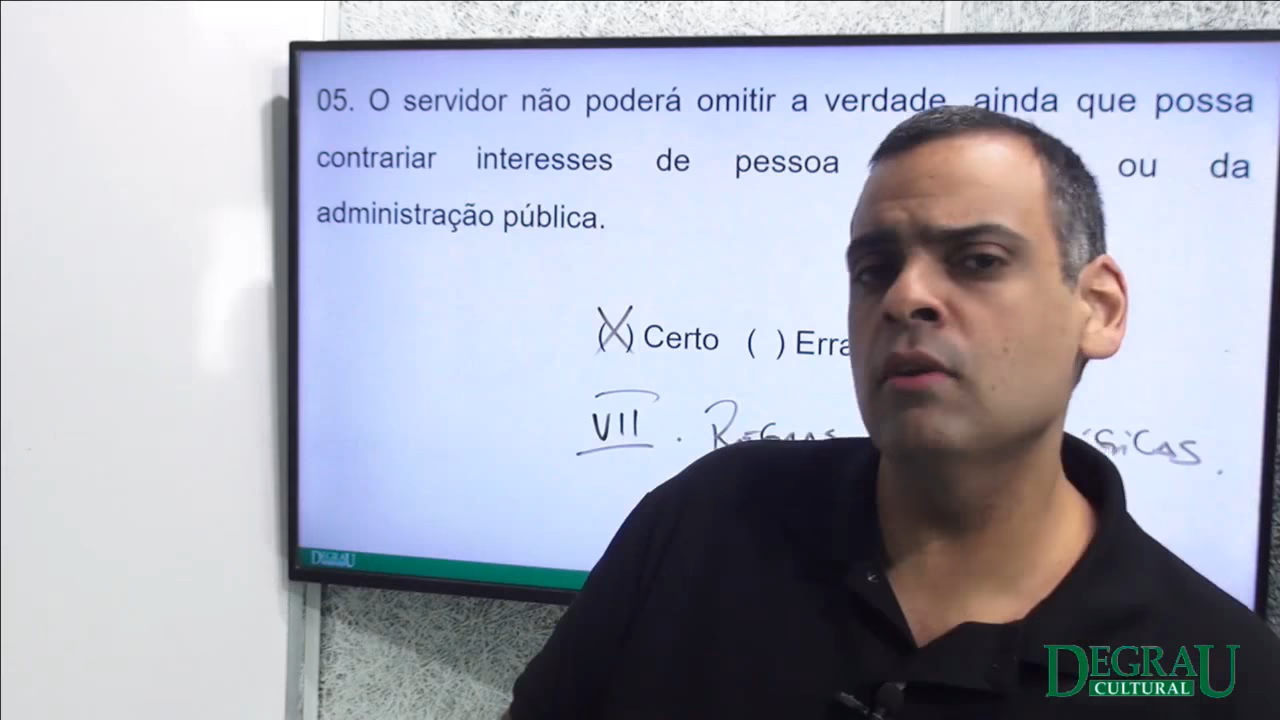 05. O servidor não poderá omitir a verdade, ainda que possa
contrariar interesses de pessoa ou da
administração pública.
(X) Certo ( ) Erra
VII . REGRAS
DEGRAU
DEGRAU
CULTURAL